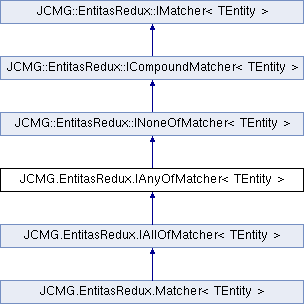 JCMG::EntitasRedux::IMatcher< TEntity >
JCMG::EntitasRedux::ICompoundMatcher< TEntity >
JCMG::EntitasRedux::INoneOfMatcher< TEntity >
JCMG.EntitasRedux.IAnyOfMatcher< TEntity >
JCMG.EntitasRedux.IAllOfMatcher< TEntity >
JCMG.EntitasRedux.Matcher< TEntity >